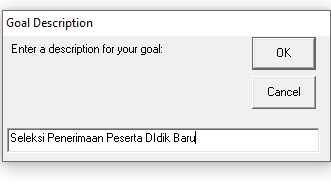 Goal Description
Enter a description for your goal:
OK
Cancel
Seleksi Penerimaan Peserta DIdik Baru